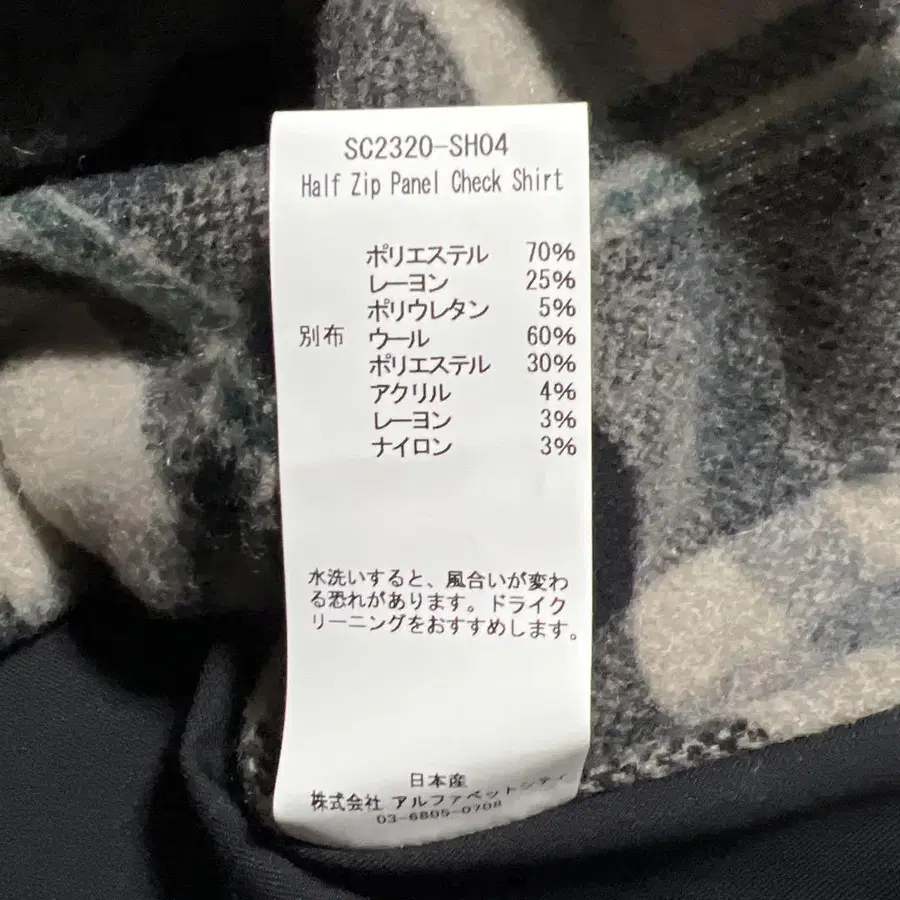 SC2320-SH04
Half Zip Panel Check Shirt
ポリエステル 70%
レーヨン 25%
ポリウレタン 5%
別布 ウール 60%
ポリエステル 30%
アクリル 4%
レーヨン 3%
ナイロン 3%
水洗いすると、風合いが変わ
る恐れがあります。ドライク
リーニングをおすすめします。
日本産
株式会社 アルファベットシティ
03-6805-0708